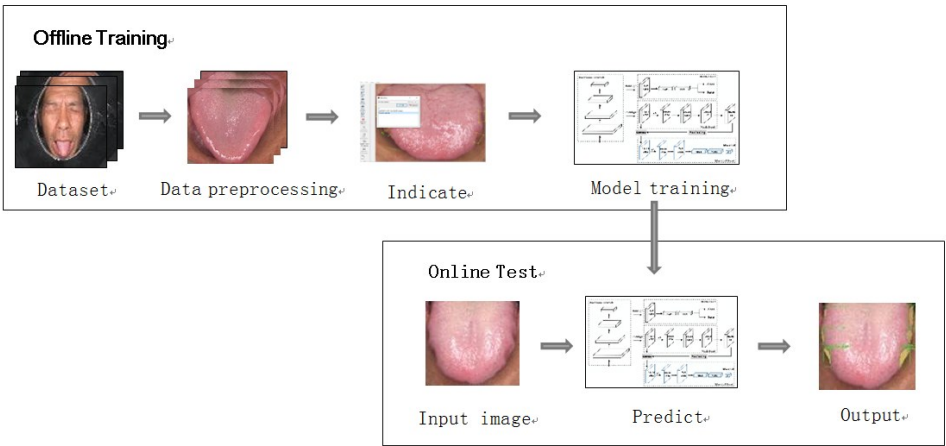 Offline Training
Dataset
Data preprocessing
Indicate
Model training
Online Test
Input image
Predict
Output